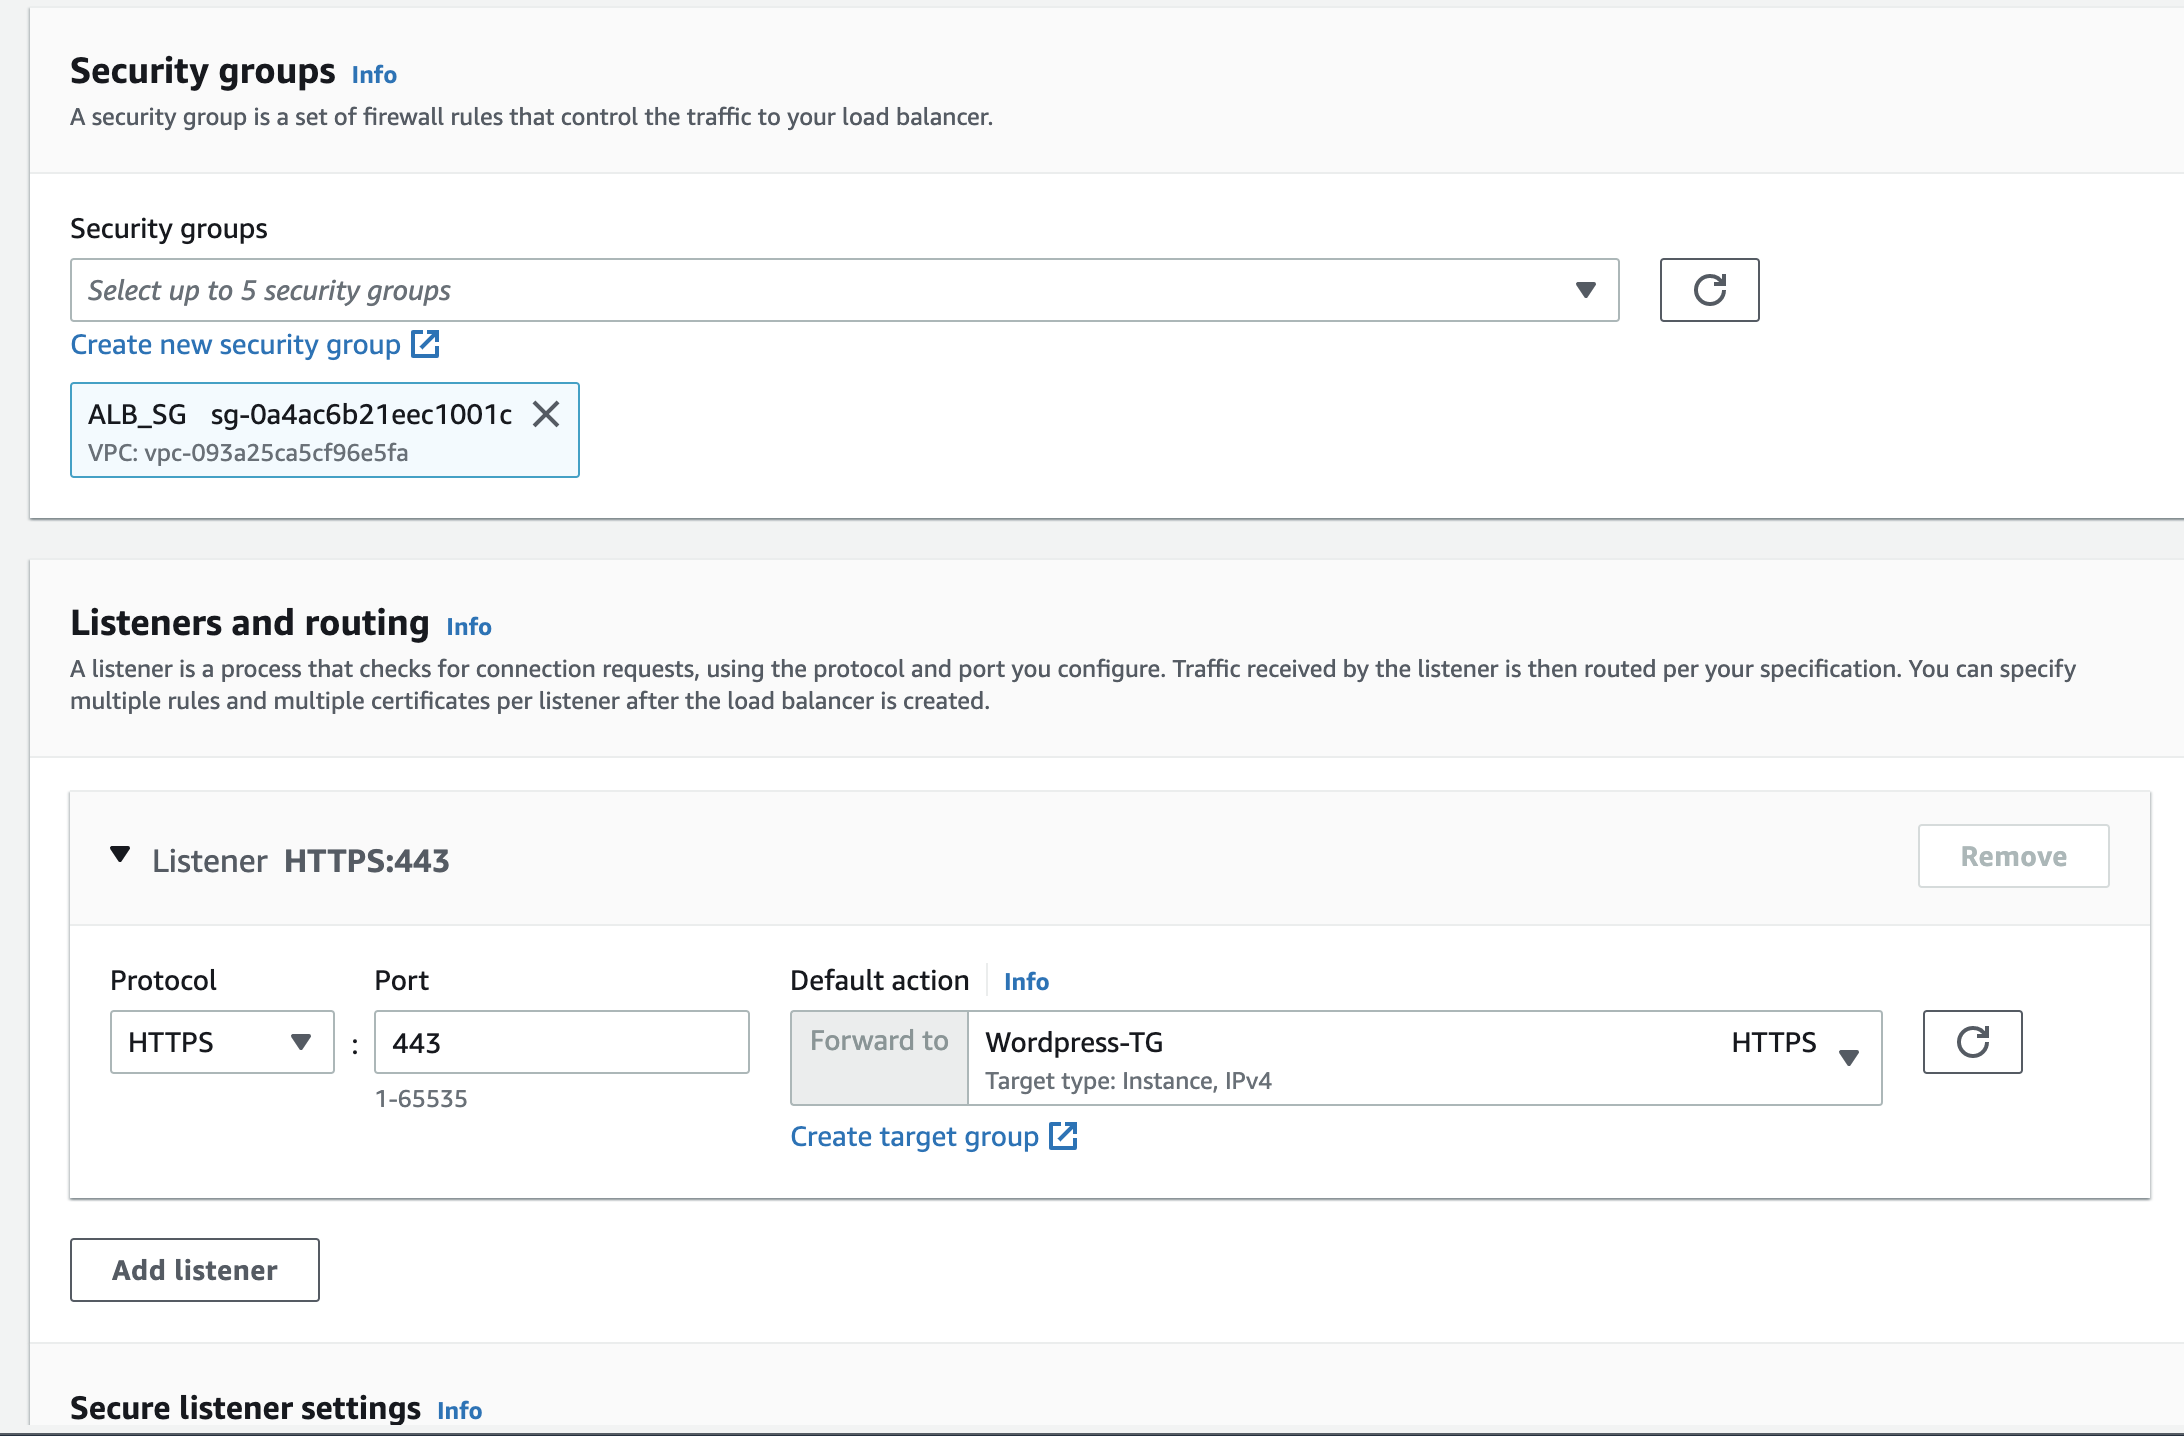 Security groups Info
A security group is a set of firewall rules that control the traffic to your load balancer.
Security groups
Select up to 5 security groups
Create new security group
ALB_SG sg-0a4ac6b21eec1001c
VPC: vpc-093a25ca5cf96e5fa
Listeners and routing Info
A listener is a process that checks for connection requests, using the protocol and port you configure. Traffic received by the listener is then routed per your specification. You can specify
multiple rules and multiple certificates per listener after the load balancer is created.
Listener HTTPS:443
Remove
Protocol Port Default action Info
HTTPS : 443 Forward to Wordpress-TG HTTPS
Target type: Instance, IPv4
1-65535
Create target group
Add listener
Secure listener settings Info